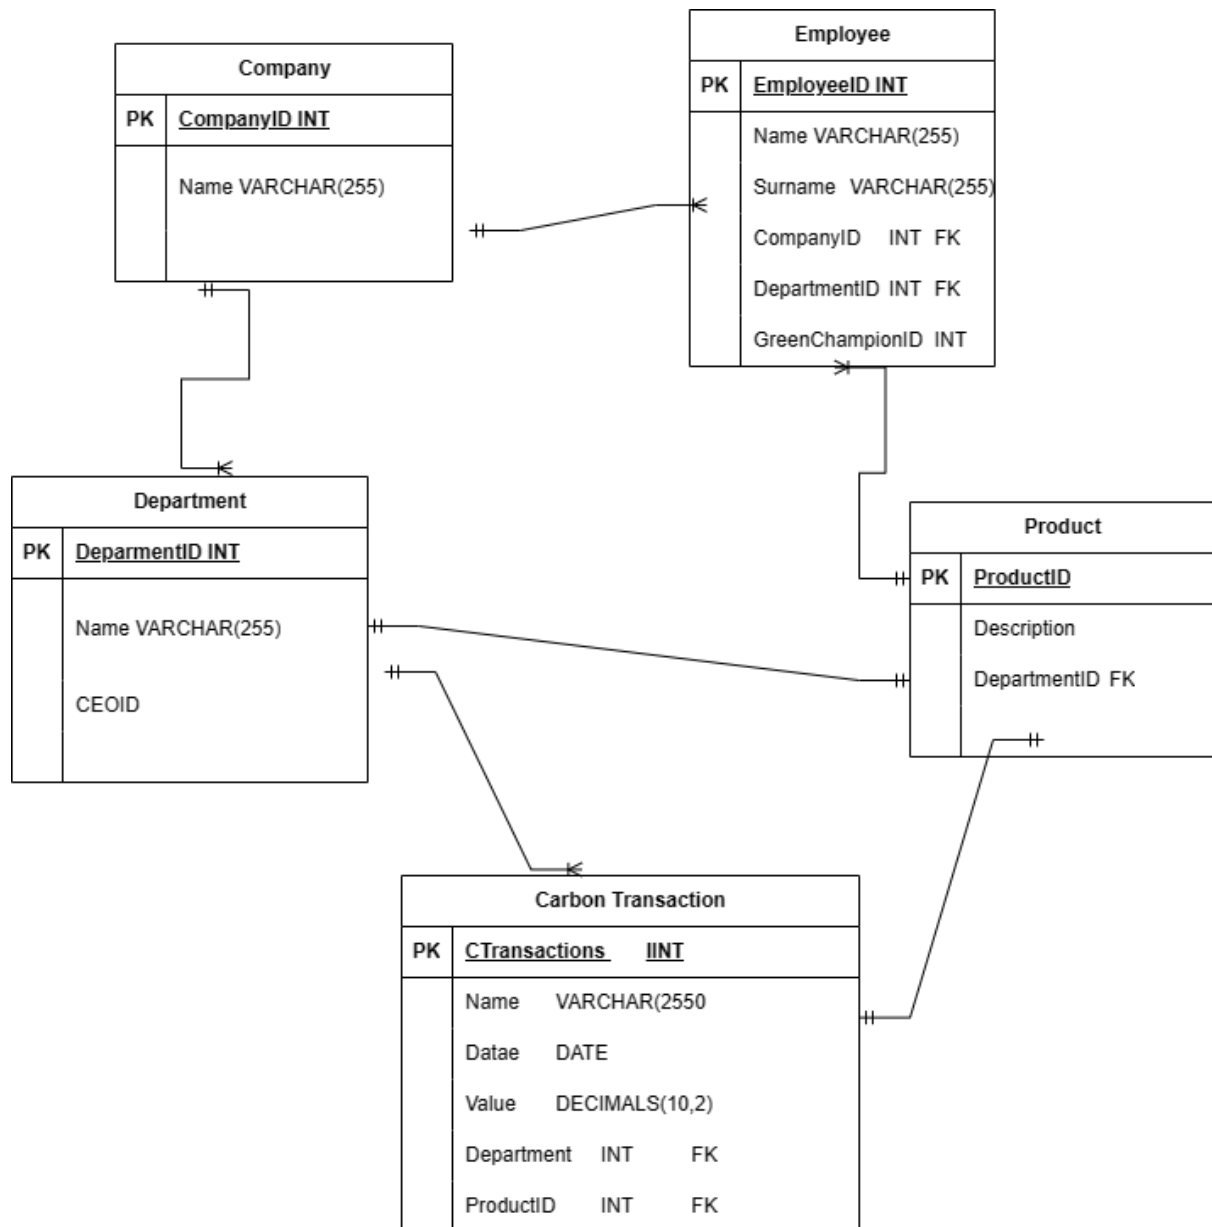 Company
PK CompanyID INT
Name VARCHAR(255)
Employee
PK EmployeeID INT
Name VARCHAR(255)
Surname VARCHAR(255)
CompanyID INT FK
DepartmentID INT FK
GreenChampionID INT
Department
PK DeparmentID INT
Name VARCHAR(255)
CEOID
Product
PK ProductID
Description
DepartmentID FK
Carbon Transaction
PK CTransactions IINT
Name VARCHAR(2550
Datae DATE
Value DECIMALS(10,2)
Department INT FK
ProductID INT FK